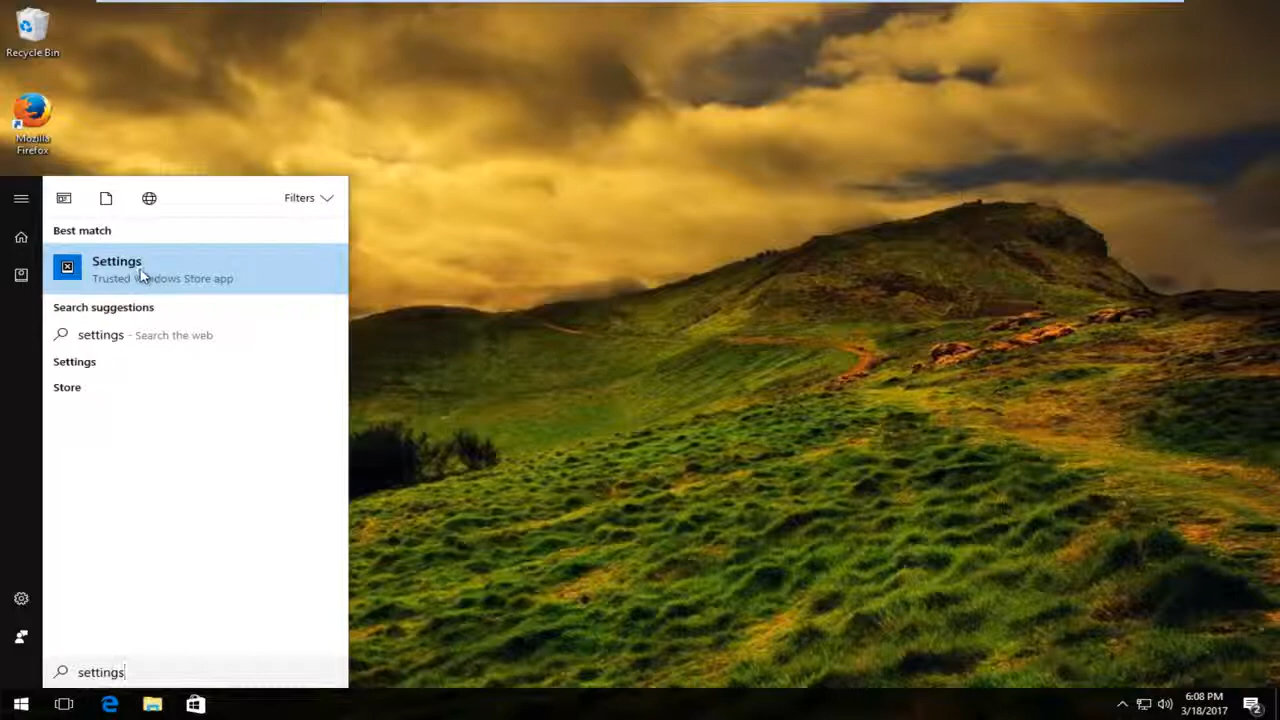 Recycle Bin
Mozilla
Firefox
Filters
Best match
Settings
Trusted Windows Store app
Search suggestions
settings - Search the web
Settings
Store
settings
6:08 PM
3/18/2017
2